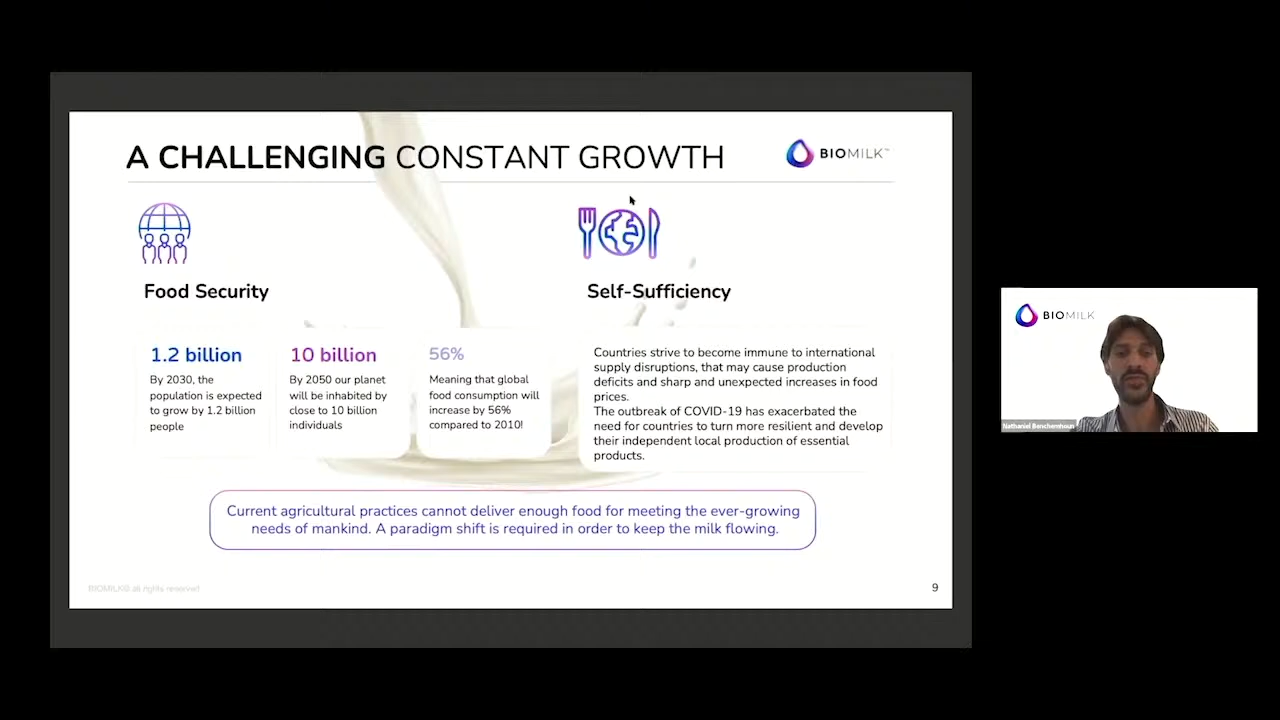 A CHALLENGING CONSTANT GROWTH
BIOMILK™
Food Security
Self-Sufficiency
1.2 billion
By 2030, the
population is expected
to grow by 1.2 billion
people
10 billion
By 2050 our planet
will be inhabited by
close to 10 billion
individuals
56%
Meaning that global
food consumption will
increase by 56%
compared to 2010!
Countries strive to become immune to international
supply disruptions, that may cause production
deficits and sharp and unexpected increases in food
prices.
The outbreak of COVID-19 has exacerbated the
need for countries to turn more resilient and develop
their independent local production of essential
products.
Current agricultural practices cannot deliver enough food for meeting the ever-growing
needs of mankind. A paradigm shift is required in order to keep the milk flowing.
BIOMILK© all rights reserved
9
BIOMILK
Nathaniel Benchemhoun